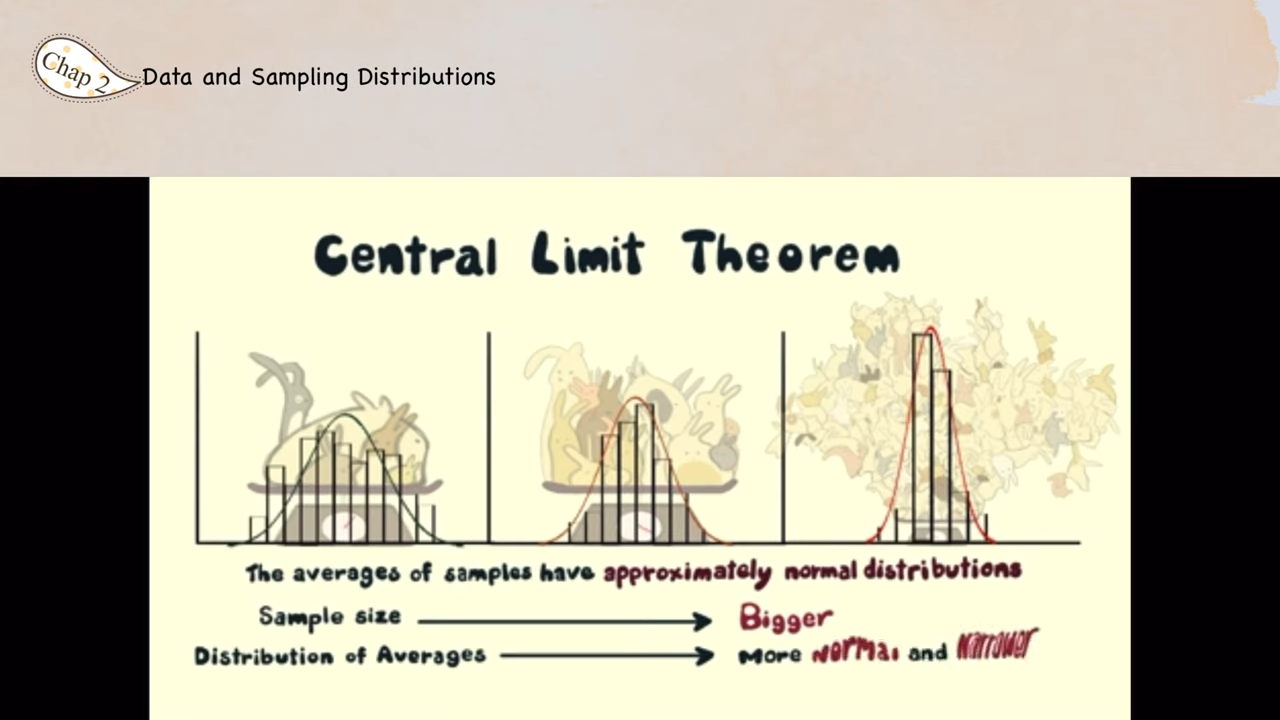 Chap 2
Data and Sampling Distributions
Central Limit Theorem
The averages of samples have approximately normal distributions
Sample size
Bigger
Distribution of Averages
More Normal and Narrower